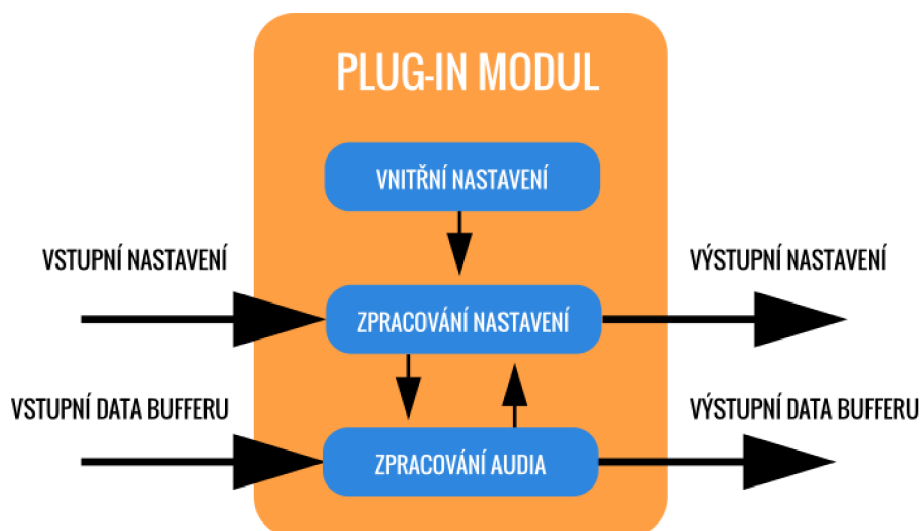 PLUG-IN MODUL
VNITŘNÍ NASTAVENÍ
VSTUPNÍ NASTAVENÍ
VÝSTUPNÍ NASTAVENÍ
ZPRACOVÁNÍ NASTAVENÍ
VSTUPNÍ DATA BUFFERU
VÝSTUPNÍ DATA BUFFERU
ZPRACOVÁNÍ AUDIA